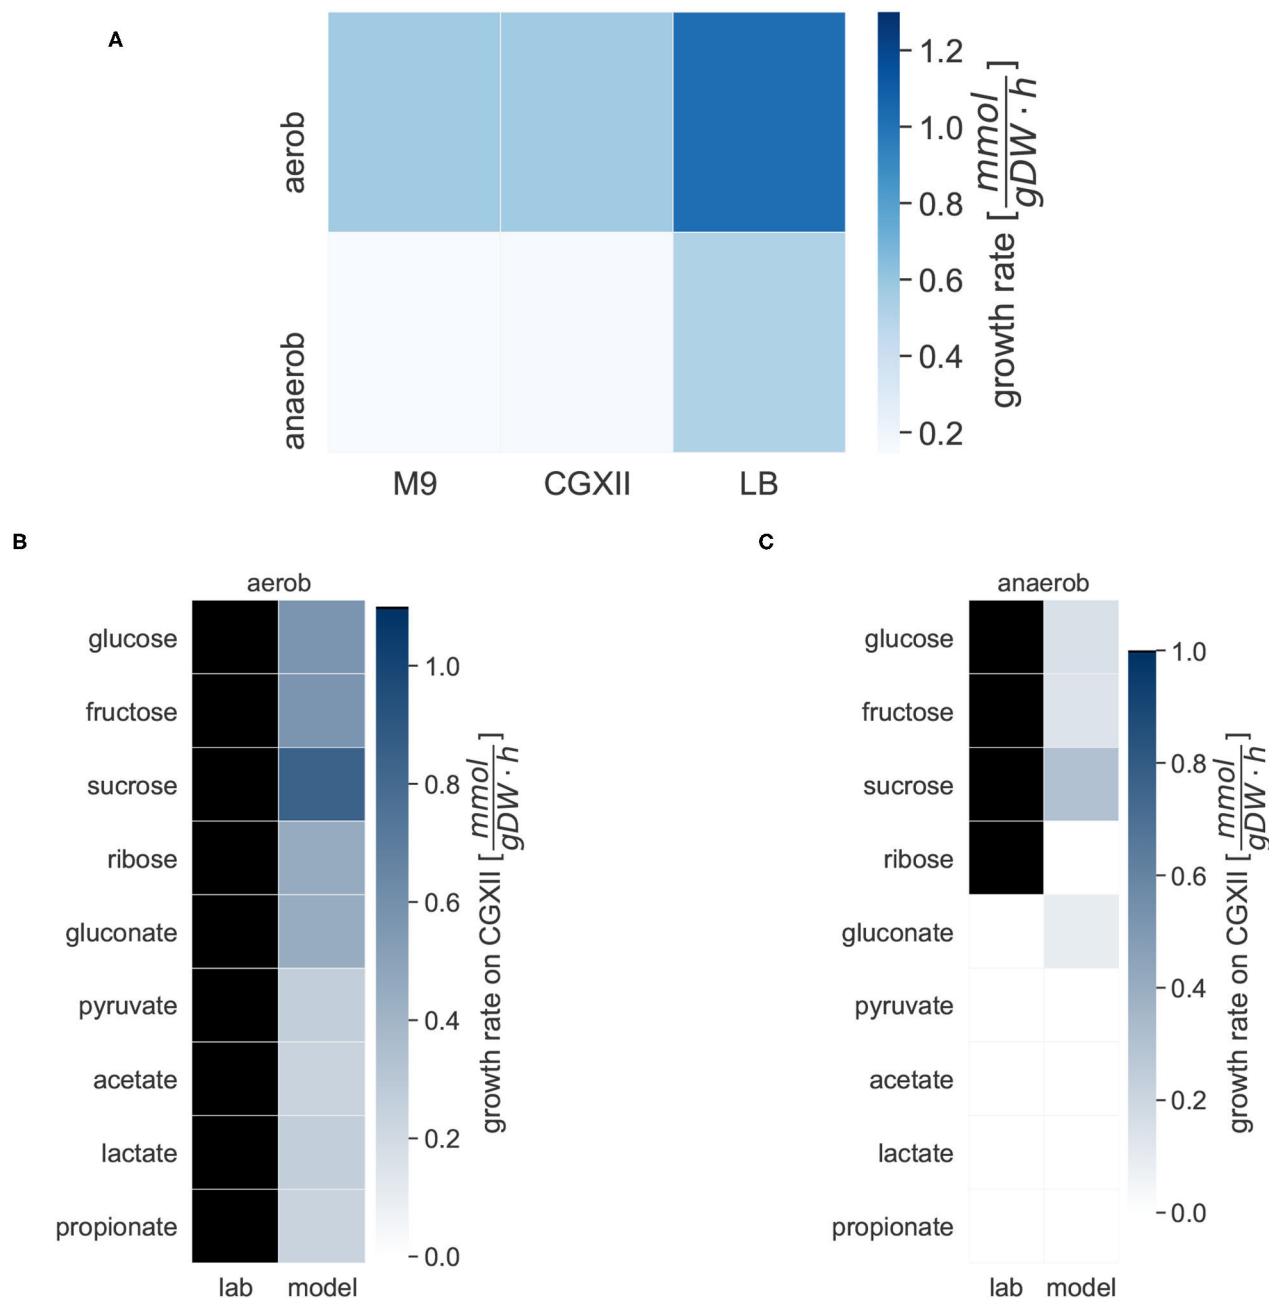 A
aerob
anaerob
M9 CGXII LB
1.2
1.0
0.8
0.6
0.4
0.2
growth rate [mmol/gDW · h]
B
aerob
glucose
fructose
sucrose
ribose
gluconate
pyruvate
acetate
lactate
propionate
lab model
1.0
0.8
0.6
0.4
0.2
0.0
growth rate on CGXII [mmol/gDW · h]
C
anaerob
glucose
fructose
sucrose
ribose
gluconate
pyruvate
acetate
lactate
propionate
lab model
1.0
0.8
0.6
0.4
0.2
0.0
growth rate on CGXII [mmol/gDW · h]